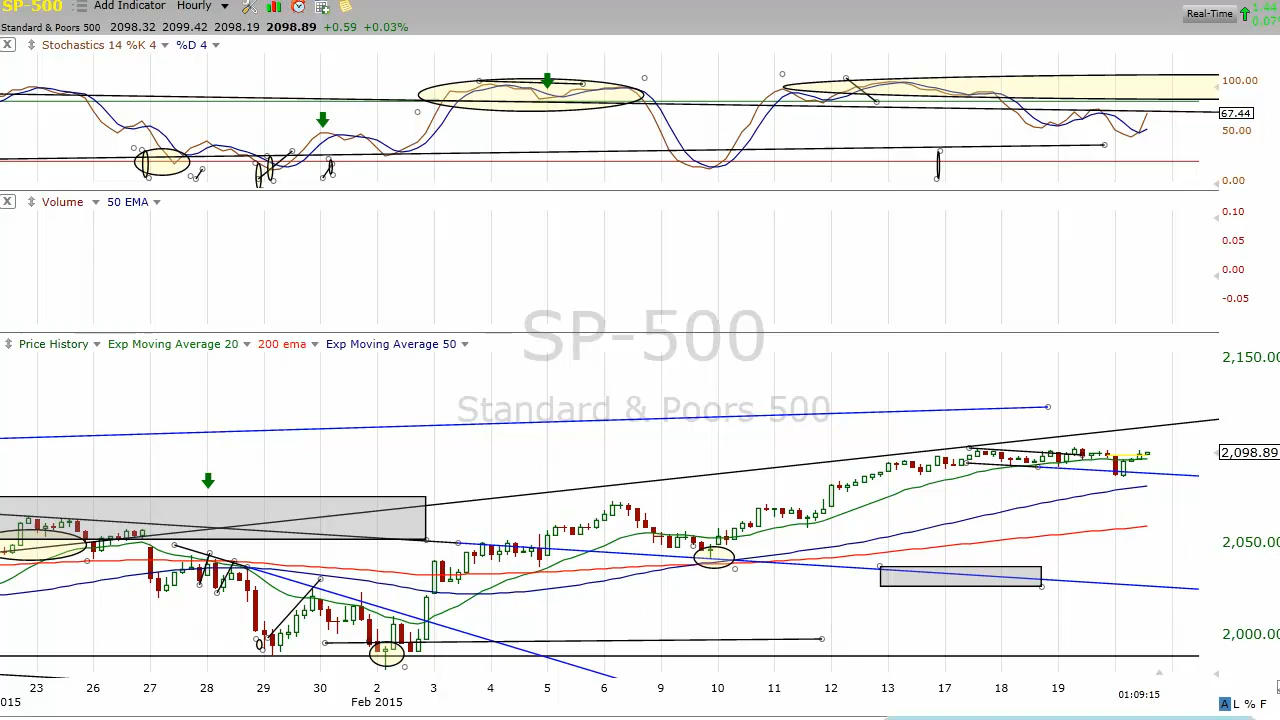 SP-500 Add Indicator Hourly Real-Time 1.44
Standard & Poors 500 2098.32 2099.42 2098.19 2098.89 +0.59 +0.03% 0.07%
X Stochastics 14 %K 4 %D 4
100.00
67.44
50.00
0.00
X Volume 50 EMA
0.10
0.05
0.00
-0.05
Price History Exp Moving Average 20 200 ema Exp Moving Average 50
SP-500
Standard & Poors 500
2,150.00
2,098.89
2,050.00
2,000.00
23 26 27 28 29 30 2 3 4 5 6 9 10 11 12 13 17 18 19 01:09:15
2015 Feb 2015 A L % F